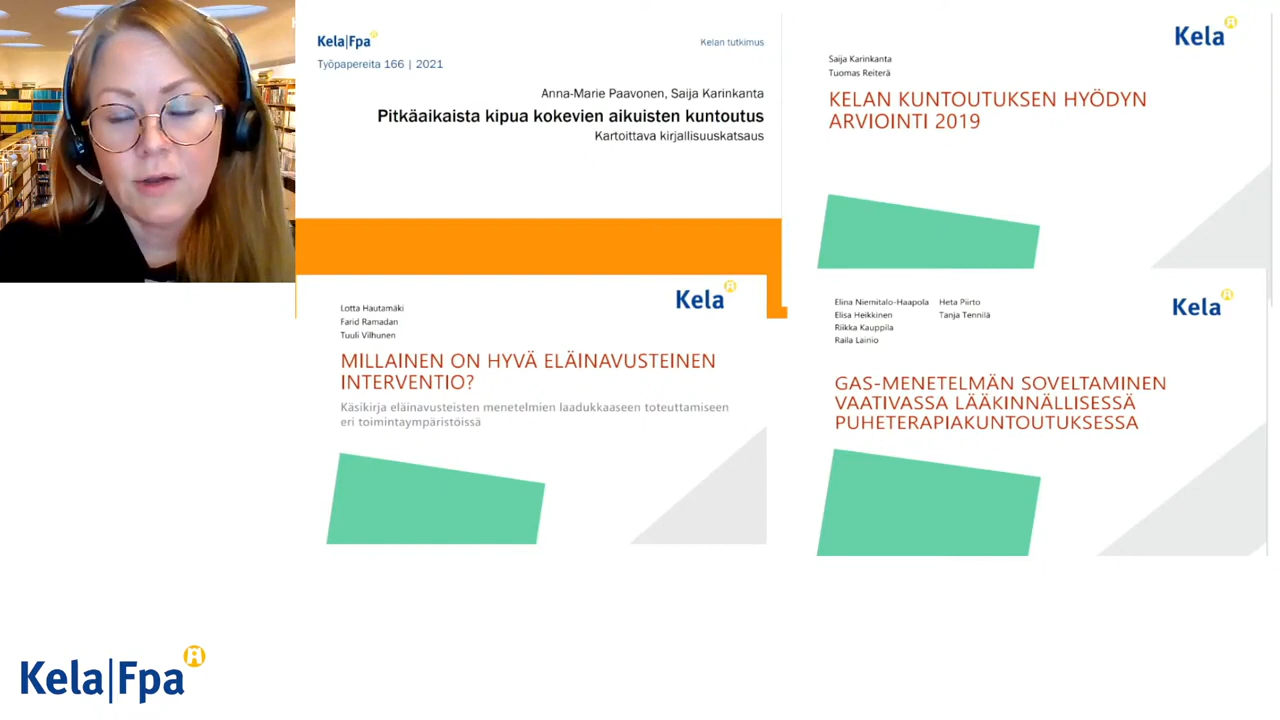 Kela|Fpa
Kelan tutkimus
Työpapereita 166 | 2021
Anna-Marie Paavonen, Saija Karinkanta
Pitkäaikaista kipua kokevien aikuisten kuntoutus
Kartoittava kirjallisuuskatsaus
Kela
Saija Karinkanta
Tuomas Reiterä
KELAN KUNTOUTUKSEN HYÖDYN
ARVIOINTI 2019
Kela
Lotta Hautamäki
Farid Ramadan
Tuuli Vilhunen
MILLAINEN ON HYVÄ ELÄINAVUSTEINEN
INTERVENTIO?
Käsikirja eläinavusteisten menetelmien laadukkaaseen toteuttamiseen
eri toimintaympäristöissä
Kela
Elina Niemitalo-Haapola Heta Piirto
Elisa Heikkinen Tanja Tennilä
Riikka Kauppila
Raila Lainio
GAS-MENETELMÄN SOVELTAMINEN
VAATIVASSA LÄÄKINNÄLLISESSÄ
PUHETERAPIAKUNTOUTUKSESSA
Kela|Fpa